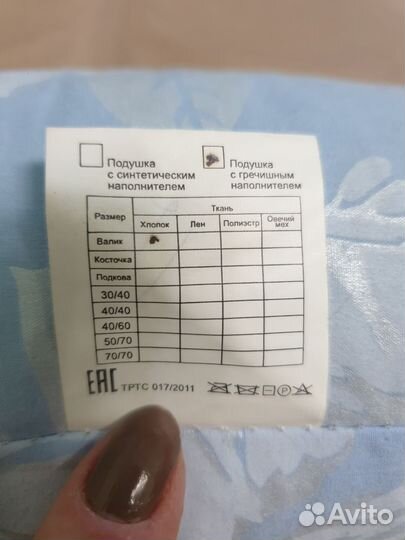 Подушка
с синтетическим
наполнителем
Подушка
с гречишным
наполнителем
Размер
Ткань
Хлопок Лен Полиэстр Овечий мех
Валик
Косточка
Подкова
30/40
40/40
40/60
50/70
70/70
ЕАС ТРТС 017/2011 P
Avito